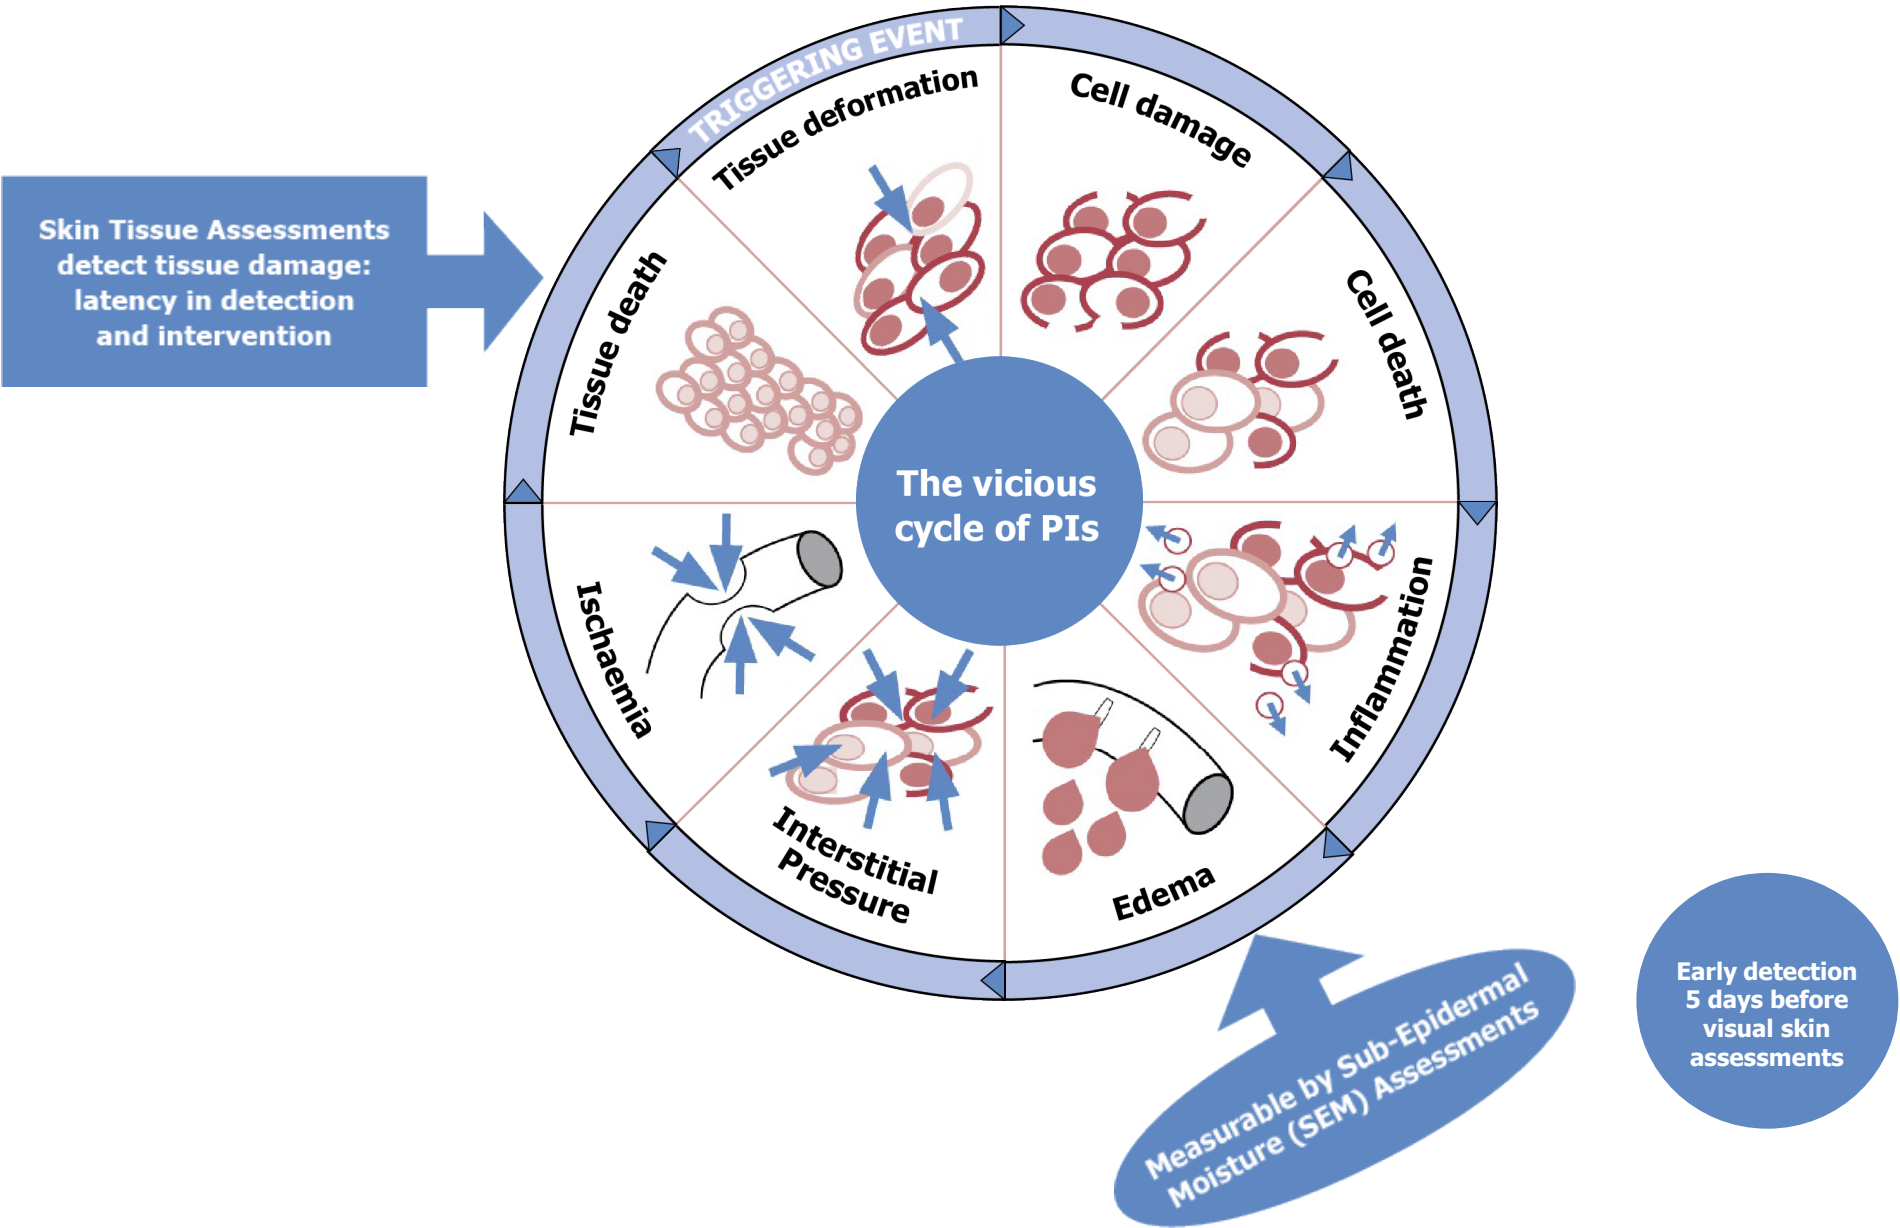 TRIGGERING EVENT
Tissue deformation
Cell damage
Cell death
Inflammation
Edema
Interstitial
Pressure
Ischaemia
Tissue death
The vicious
cycle of PIs
Skin Tissue Assessments
detect tissue damage:
latency in detection
and intervention
Measurable by Sub-Epidermal
Moisture (SEM) Assessments
Early detection
5 days before
visual skin
assessments